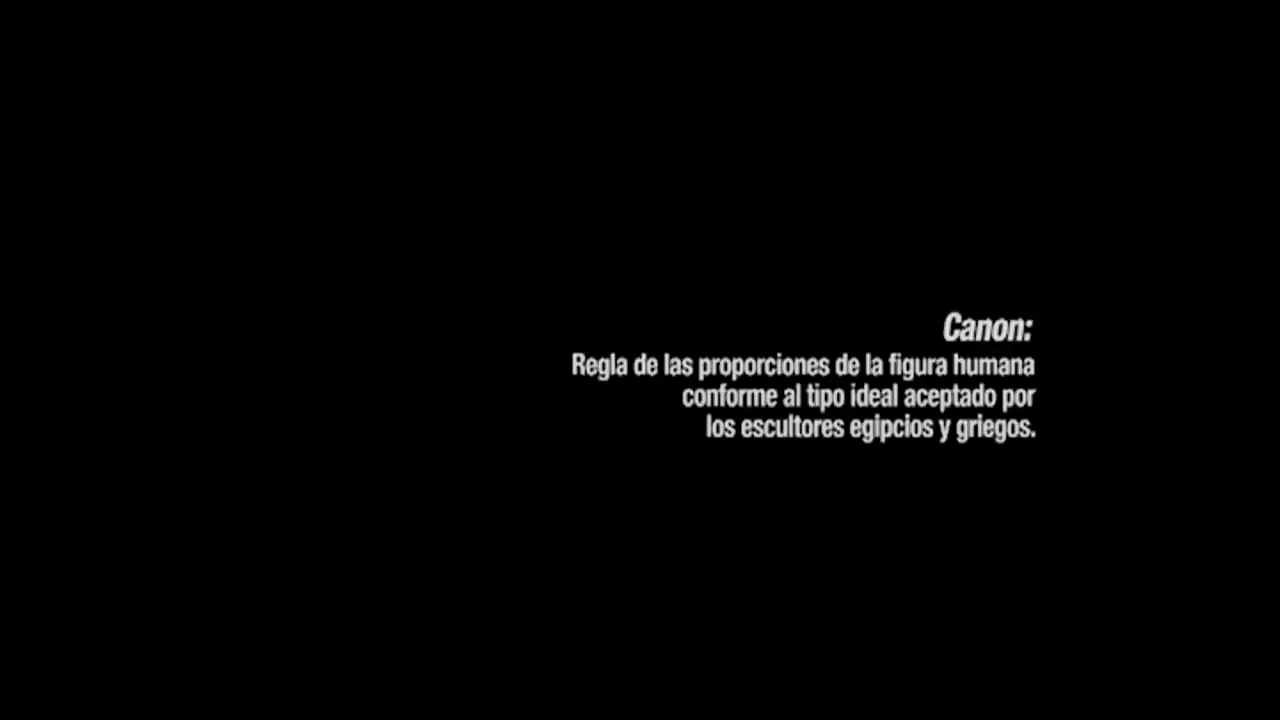 Canon:
Regla de las proporciones de la figura humana
conforme al tipo ideal aceptado por
los escultores egipcios y griegos.